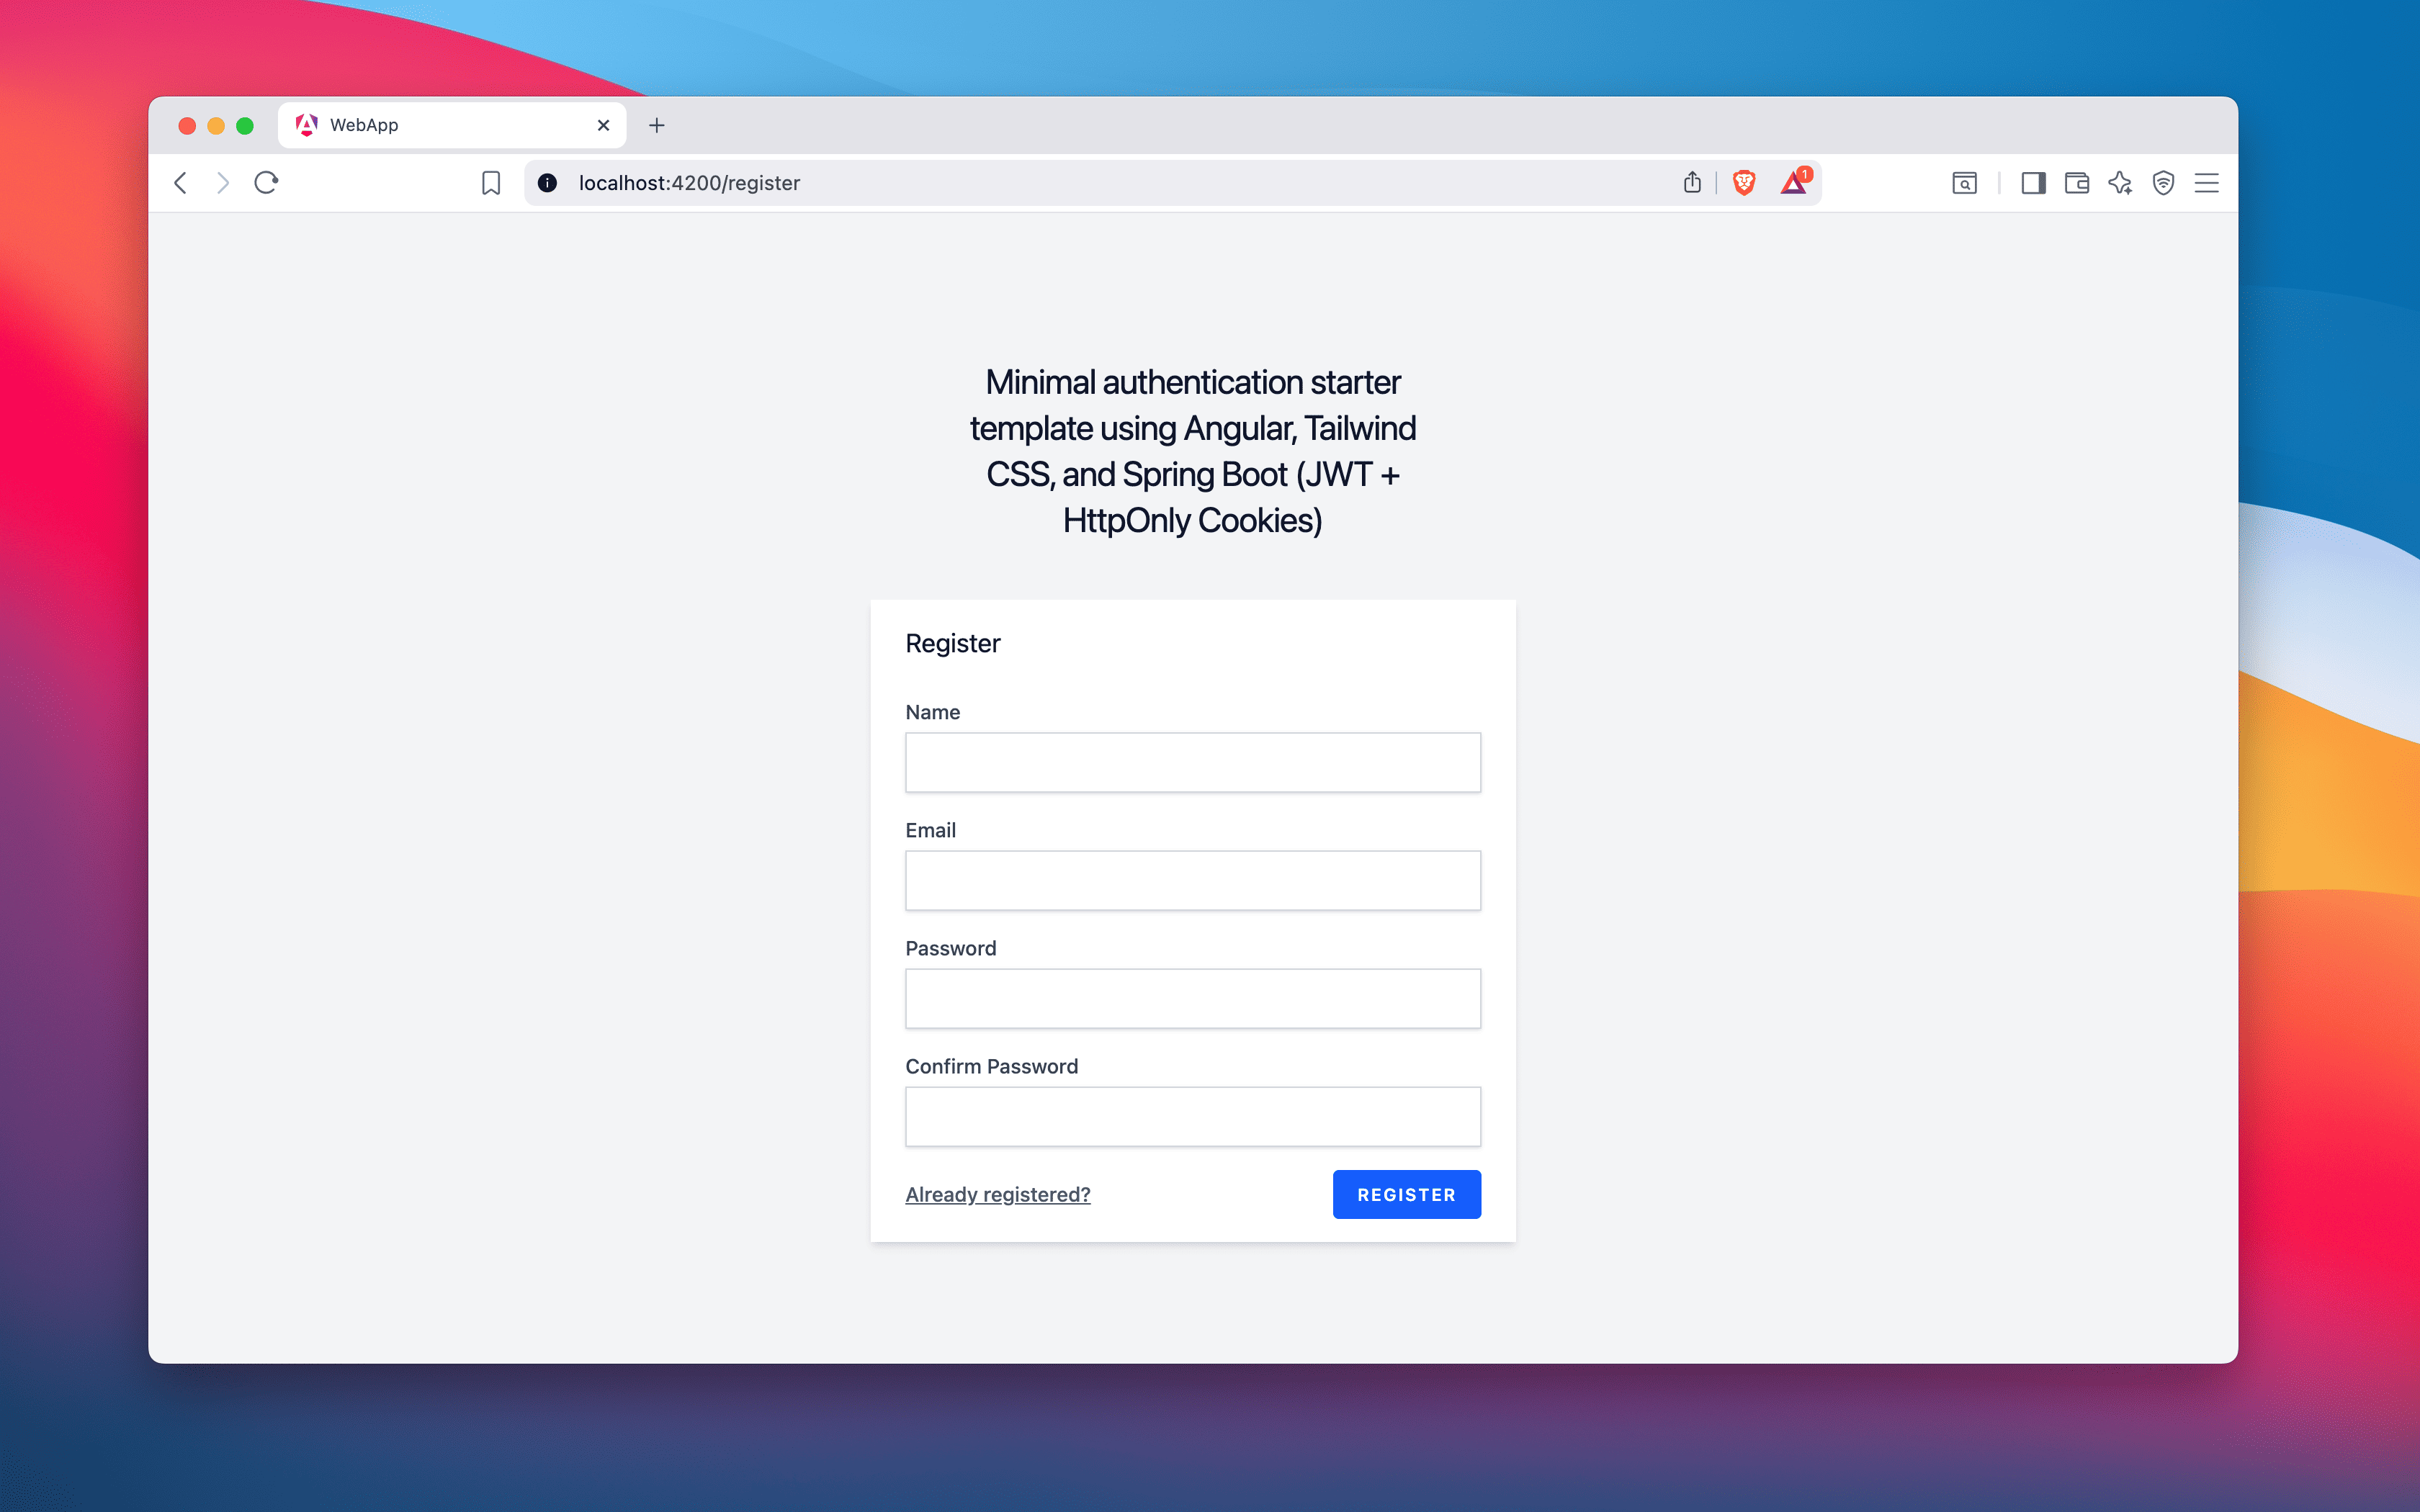 WebApp
localhost:4200/register
1
Minimal authentication starter
template using Angular, Tailwind
CSS, and Spring Boot (JWT +
HttpOnly Cookies)
Register
Name
Email
Password
Confirm Password
Already registered?
REGISTER